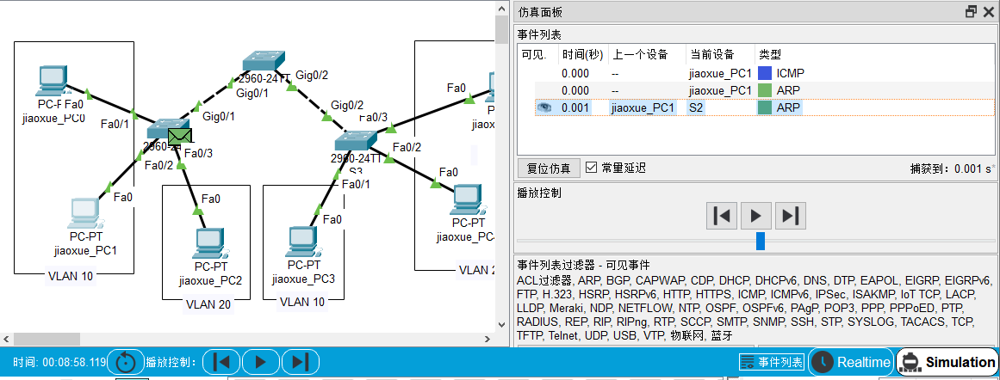 2960-24TT
Gig0/2
Gig0/1
Gig0/1
Gig0/2
PC-F Fa0
jiaoxue_PC0
Fa0/1
Fa0/3
Fa0
2960-24
Fa0/2
Fa0/3
Fa0/2
2960-24TT
S3
Fa0/1
Fa0
Fa0
PC-PT
jiaoxue_PC
Fa0
PC-PT
jiaoxue_PC1
VLAN 10
Fa0
PC-PT
jiaoxue_PC2
VLAN 20
Fa0
PC-PT
jiaoxue_PC3
VLAN 10
VLAN 2
仿真面板
事件列表
可见. 时间(秒) 上一个设备 当前设备 类型
0.000 -- jiaoxue_PC1 ICMP
0.000 -- jiaoxue_PC1 ARP
0.001 jiaoxue_PC1 S2 ARP
复位仿真 常量延迟 捕获到: 0.001 s*
播放控制
事件列表过滤器 - 可见事件
ACL过滤器, ARP, BGP, CAPWAP, CDP, DHCP, DHCPv6, DNS, DTP, EAPOL, EIGRP, EIGRPv6,
FTP, H.323, HSRP, HSRPv6, HTTP, HTTPS, ICMP, ICMPv6, IPSec, ISAKMP, IoT TCP, LACP,
LLDP, Meraki, NDP, NETFLOW, NTP, OSPF, OSPFv6, PAgP, POP3, PPP, PPPoED, PTP,
RADIUS, REP, RIP, RIPng, RTP, SCCP, SMTP, SNMP, SSH, STP, SYSLOG, TACACS, TCP,
TFTP, Telnet, UDP, USB, VTP, 物联网, 蓝牙
时间: 00:08:58.119 播放控制: 事件列表 Realtime Simulation